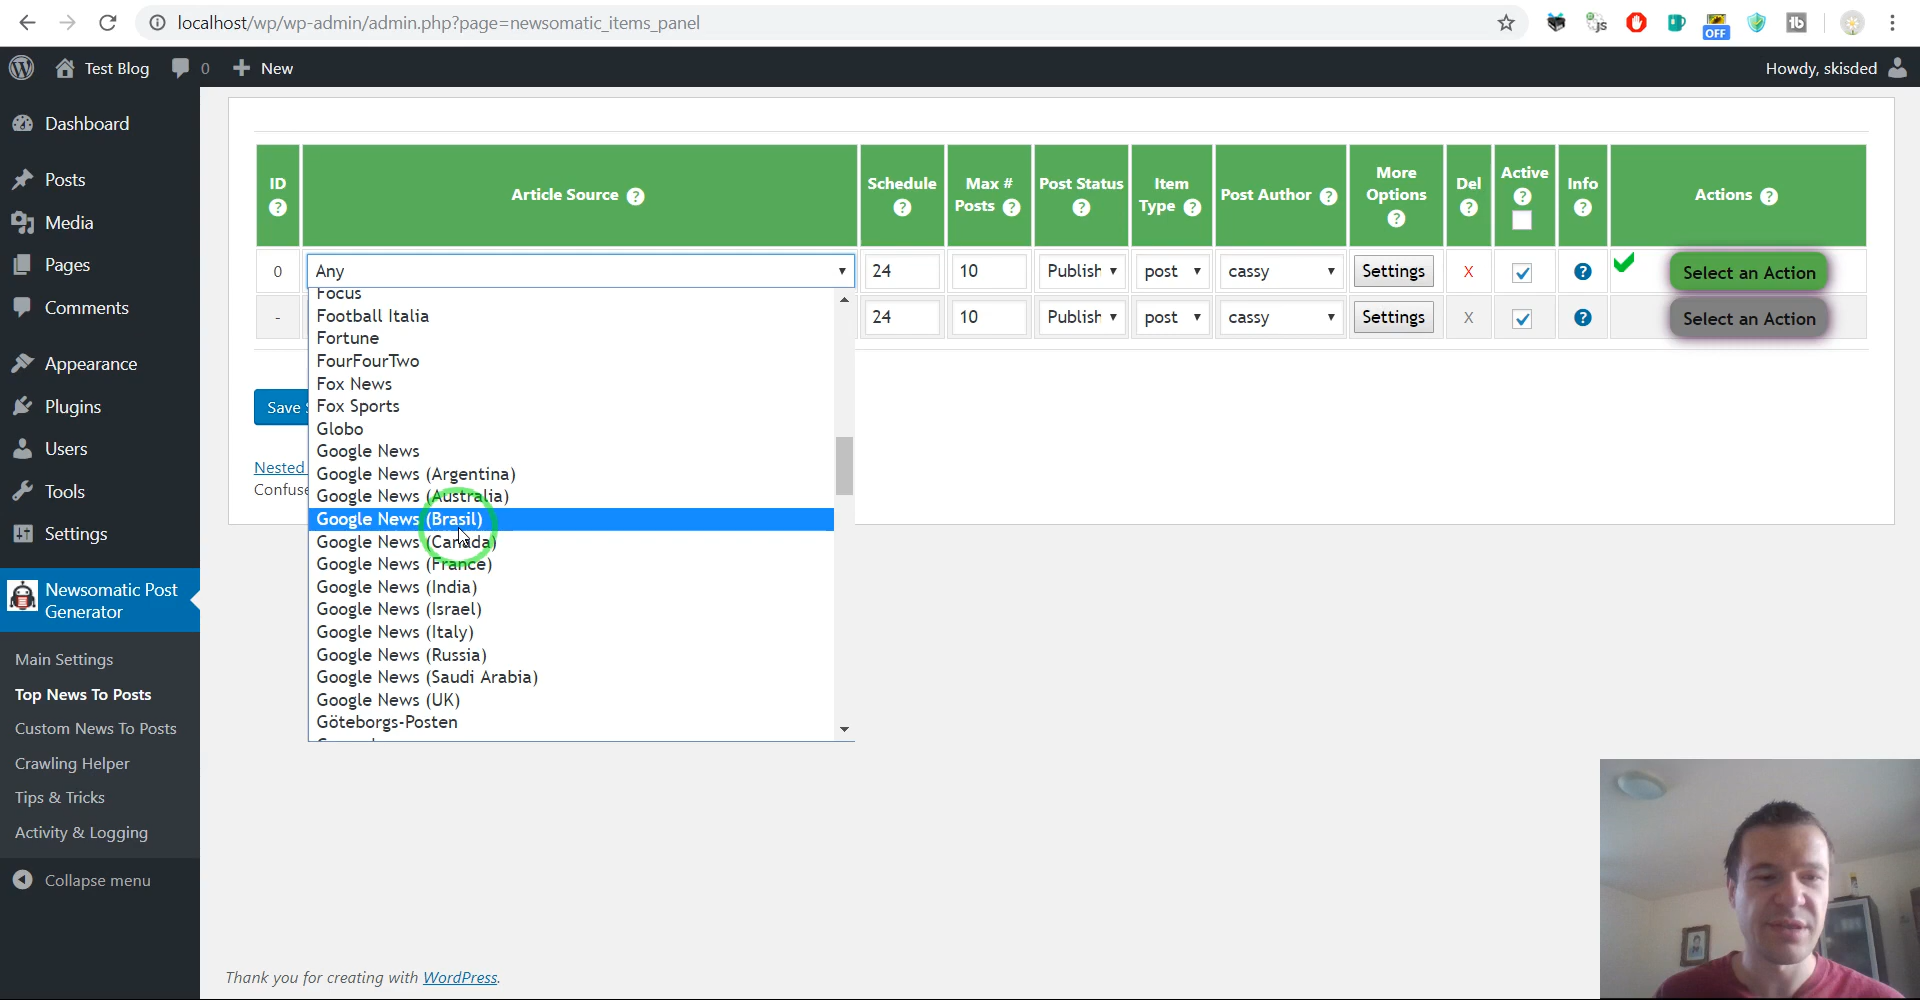 localhost/wp/wp-admin/admin.php?page=newsomatic_items_panel
OFF
Test Blog 0 New Howdy, skisded
Dashboard
Posts
Media
Pages
Comments
Appearance
Plugins
Users
Tools
Settings
Newsomatic Post
Generator
Main Settings
Top News To Posts
Custom News To Posts
Crawling Helper
Tips & Tricks
Activity & Logging
Collapse menu
ID ?
Article Source ?
Schedule ?
Max #
Posts ?
Post Status ?
Item
Type ?
Post Author ?
More
Options ?
Del ?
Active ?
Info ?
Actions ?
0 Any 24 10 Publish post cassy Settings X ? Select an Action
- 24 10 Publish post cassy Settings X ? Select an Action
Focus
Football Italia
Fortune
FourFourTwo
Fox News
Fox Sports
Globo
Google News
Google News (Argentina)
Google News (Australia)
Google News (Brasil)
Google News (Canada)
Google News (France)
Google News (India)
Google News (Israel)
Google News (Italy)
Google News (Russia)
Google News (Saudi Arabia)
Google News (UK)
Göteborgs-Posten
Save
Nested
Confuse
Thank you for creating with WordPress.